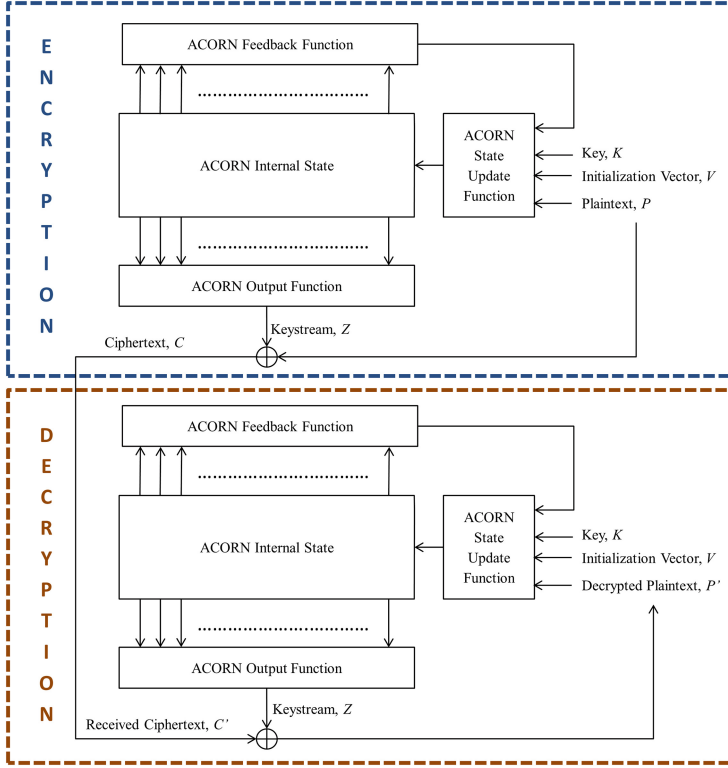 ENCRYPTION
ACORN Feedback Function
ACORN Internal State
ACORN
State
Update
Function
Key, K
Initialization Vector, V
Plaintext, P
ACORN Output Function
Keystream, Z
Ciphertext, C
DECRYPTION
ACORN Feedback Function
ACORN Internal State
ACORN
State
Update
Function
Key, K
Initialization Vector, V
Decrypted Plaintext, P'
ACORN Output Function
Keystream, Z
Received Ciphertext, C'